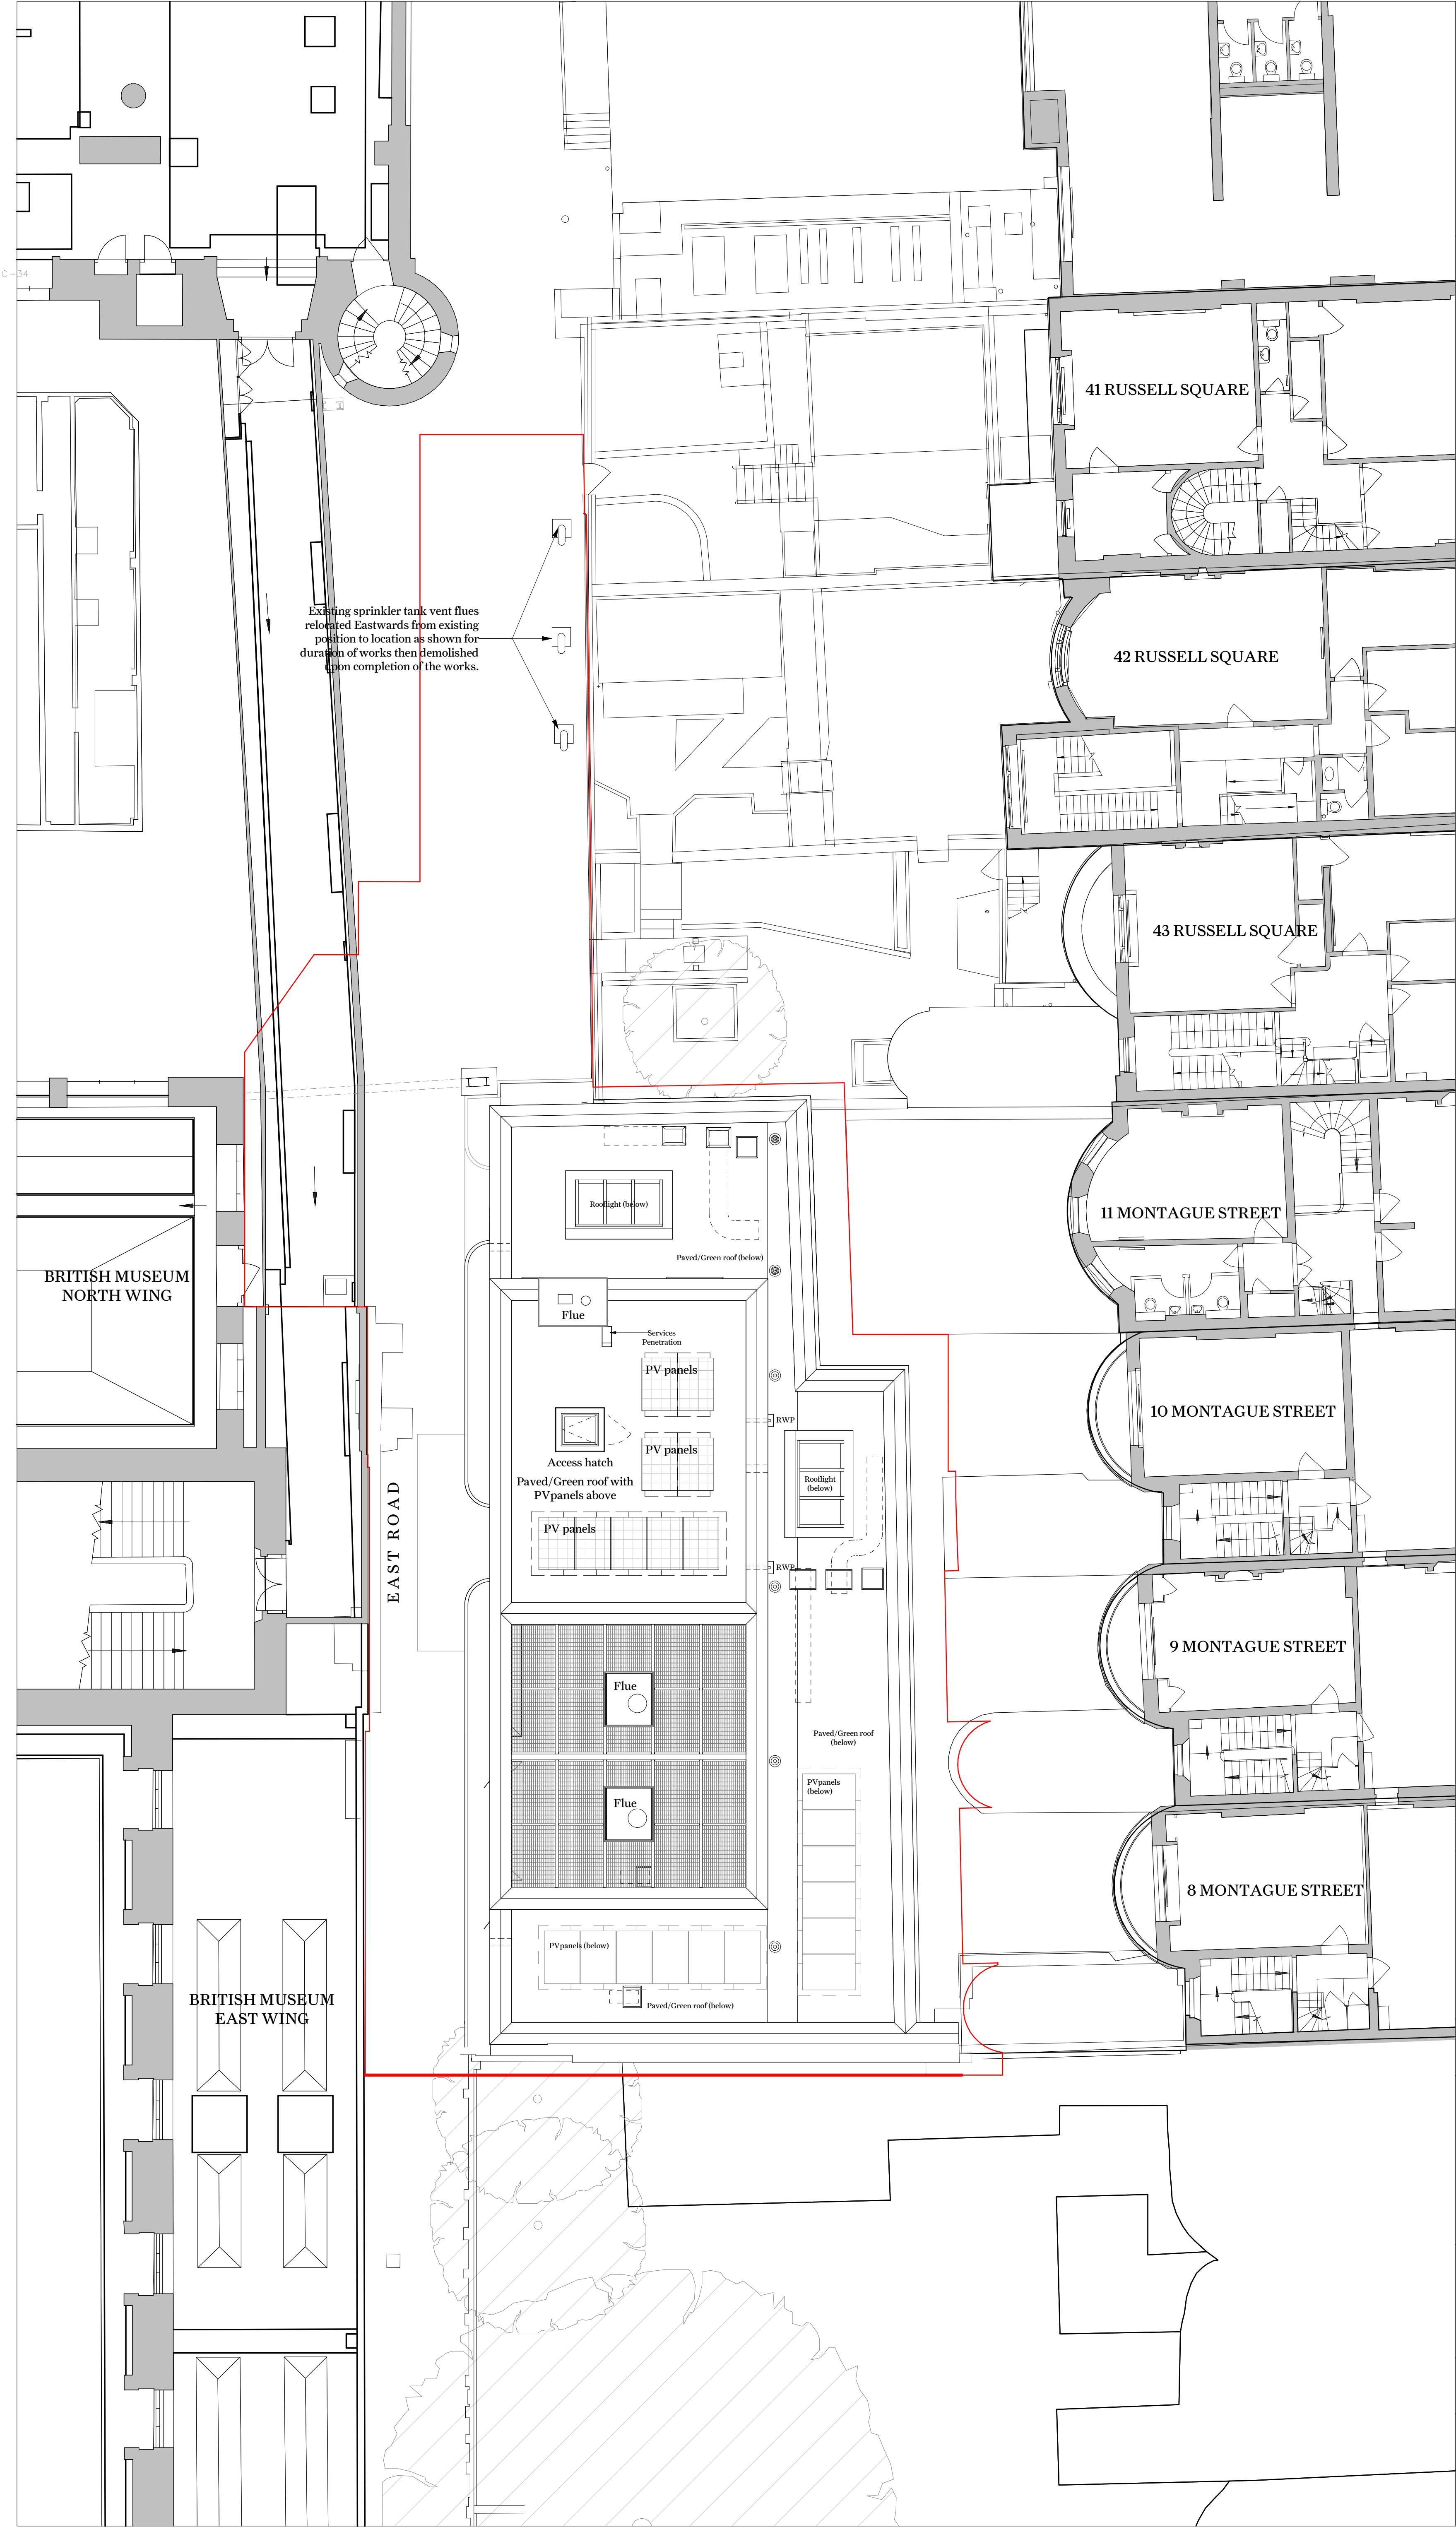 C-34
41 RUSSELL SQUARE
Existing sprinkler tank vent flues
relocated Eastwards from existing
position to location as shown for
duration of works then demolished
upon completion of the works.
42 RUSSELL SQUARE
43 RUSSELL SQUARE
Rooflight (below)
11 MONTAGUE STREET
Paved/Green roof (below)
BRITISH MUSEUM
NORTH WING
Flue
Services
Penetration
PV panels
10 MONTAGUE STREET
RWP
PV panels
Access hatch
Paved/Green roof with
PVpanels above
Rooflight
(below)
PV panels
EAST ROAD
RWP
9 MONTAGUE STREET
Flue
Paved/Green roof
(below)
PVpanels
(below)
Flue
8 MONTAGUE STREET
PVpanels (below)
BRITISH MUSEUM
EAST WING
Paved/Green roof (below)